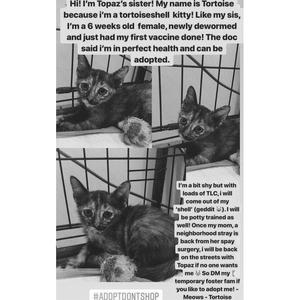 Hi! I'm Topaz's sister! My name is Tortoise
because i'm a tortoiseshell kitty! Like my sis,
I'm a 6 weeks old female, newly dewormed
and just had my first vaccine done! The doc
said i'm in perfect health and can be
adopted.
I'm a bit shy but with
loads of TLC, i will
come out of my
'shell' (geddit 😹). I will
be potty trained as
well! Once my mom, a
neighborhood stray is
back from her spay
surgery, i will be back
on the streets with
Topaz if no one wants
me 😿 So DM my
temporary foster fam if
you like to adopt me! -
Meows - Tortoise
#ADOPTDONTSHOP